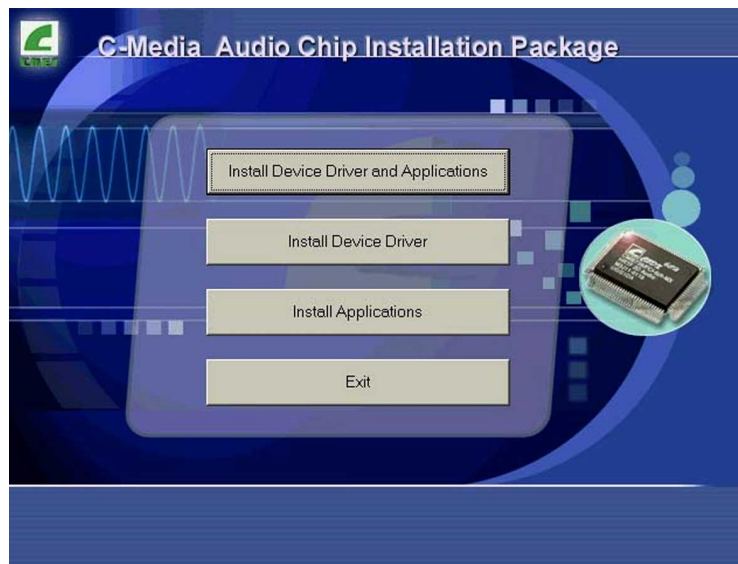 C-Media Audio Chip Installation Package
Install Device Driver and Applications
Install Device Driver
Install Applications
Exit